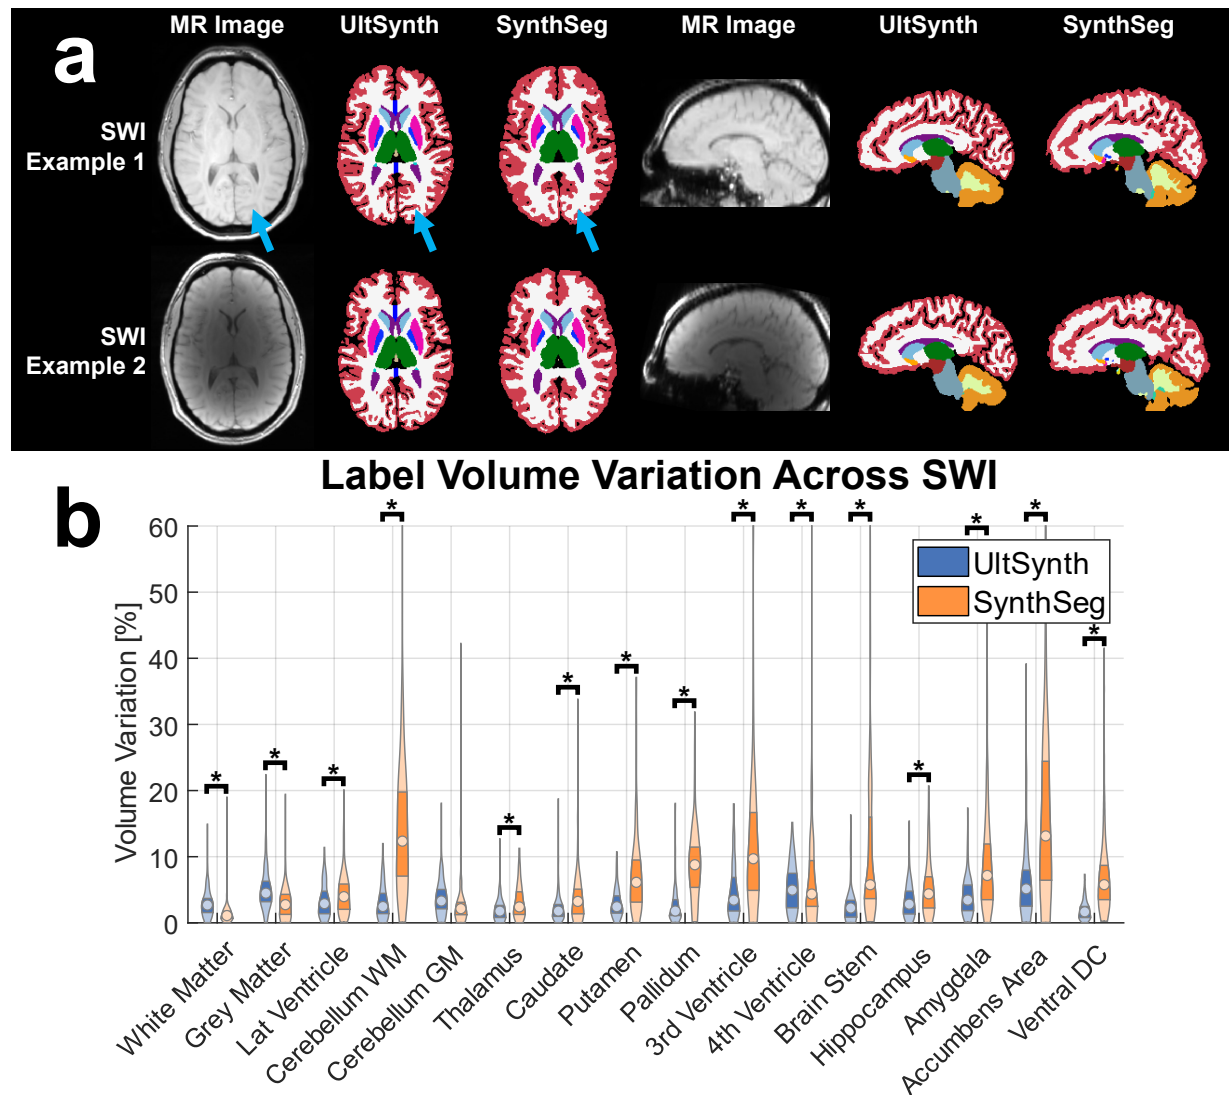 a
MR Image UltSynth SynthSeg MR Image UltSynth SynthSeg
SWI
Example 1
SWI
Example 2
b
Label Volume Variation Across SWI
Volume Variation [%]
60
50
40
30
20
10
0
* * * * * * * * * * * * * * *
UltSynth
SynthSeg
White Matter
Grey Matter
Lat Ventricle
Cerebellum WM
Cerebellum GM
Thalamus
Caudate
Putamen
Pallidum
3rd Ventricle
4th Ventricle
Brain Stem
Hippocampus
Amygdala
Accumbens Area
Ventral DC